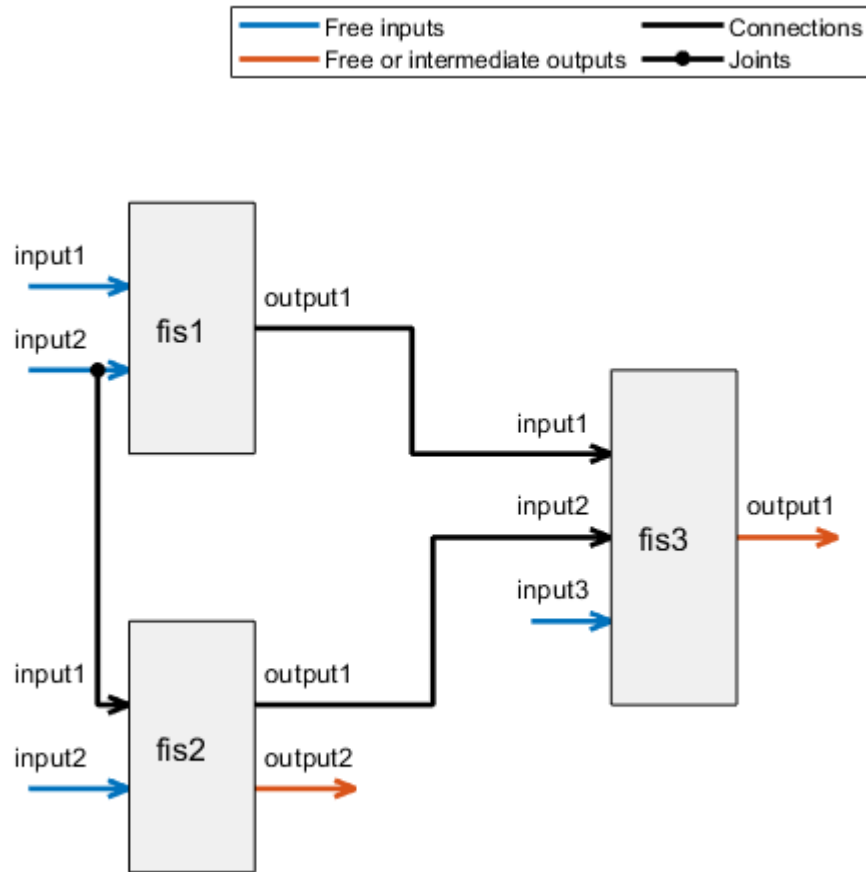 Free inputs
Connections
Free or intermediate outputs
Joints
input1
output1
fis1
input2
input1
input2
output1
fis3
input3
input1
output1
fis2
input2
output2